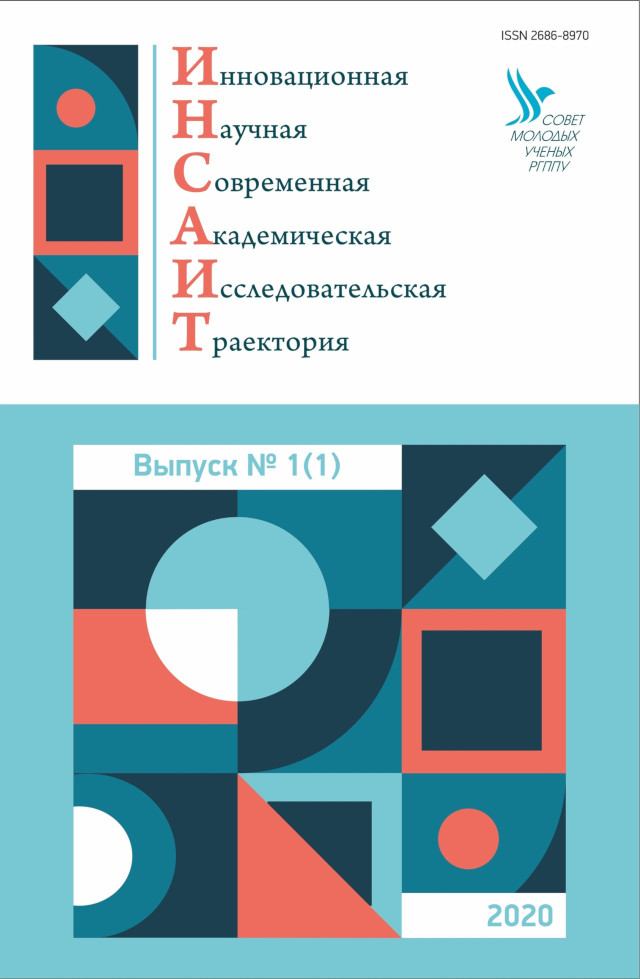 ISSN 2686-8970
СОВЕТ
МОЛОДЫХ
УЧЕНЫХ
РГППУ
Инновационная
Научная
Современная
Академическая
Исследовательская
Траектория
Выпуск № 1(1)
2020